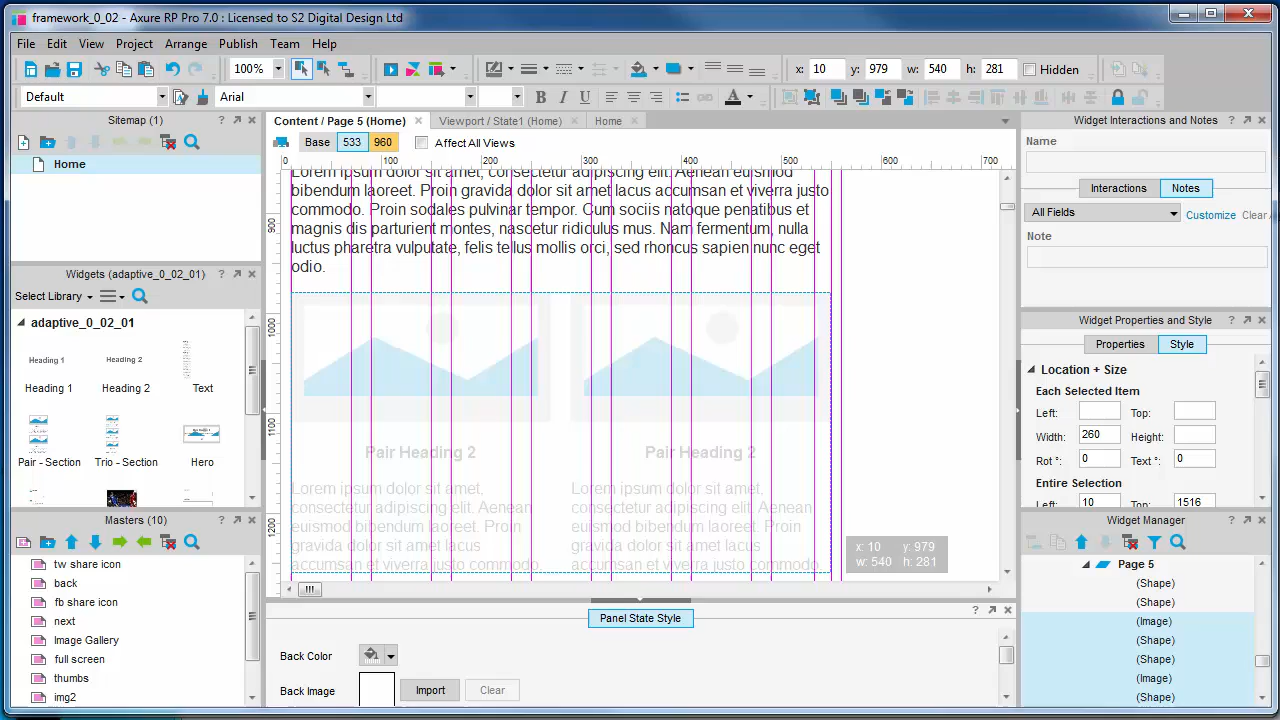 framework_0_02 - Axure RP Pro 7.0 : Licensed to S2 Digital Design Ltd
File Edit View Project Arrange Publish Team Help
100% x: 10 y: 979 w: 540 h: 281 Hidden
Default Arial B I U A
Sitemap (1) ?
Home
Content / Page 5 (Home) Viewport / State1 (Home) Home
Base 533 960 Affect All Views
0 100 200 300 400 500 600 700
900
1000
1100
1200
Lorem ipsum dolor sit amet, consectetur adipiscing elit. Aenean euismod
bibendum laoreet. Proin gravida dolor sit amet lacus accumsan et viverra justo
commodo. Proin sodales pulvinar tempor. Cum sociis natoque penatibus et
magnis dis parturient montes, nascetur ridiculus mus. Nam fermentum, nulla
luctus pharetra vulputate, felis tellus mollis orci, sed rhoncus sapien nunc eget
odio.
Pair Heading 2 Pair Heading 2
Lorem ipsum dolor sit amet, Lorem ipsum dolor sit amet,
consectetur adipiscing elit. Aenean consectetur adipiscing elit. Aenean
euismod bibendum laoreet. Proin euismod bibendum laoreet. Proin
gravida dolor sit amet lacus gravida dolor sit amet lacus
accumsan et viverra justo commodo. accumsan et viverra justo commodo.
x: 10 y: 979
w: 540 h: 281
Widgets (adaptive_0_02_01) ?
Select Library
adaptive_0_02_01
Heading 1 Heading 2
Heading 1 Heading 2 Text
Pair - Section Trio - Section Hero
Masters (10) ?
tw share icon
back
fb share icon
next
Image Gallery
full screen
thumbs
img2
?
Panel State Style
Back Color
Back Image Import Clear
Widget Interactions and Notes ?
Name
Interactions Notes
All Fields Customize Clear A
Note
Widget Properties and Style ?
Properties Style
Location + Size
Each Selected Item
Left: Top:
Width: 260 Height:
Rot °: 0 Text °: 0
Entire Selection
Left: 10 Top: 1516
Widget Manager ?
Page 5
(Shape)
(Shape)
(Image)
(Shape)
(Shape)
(Image)
(Shape)